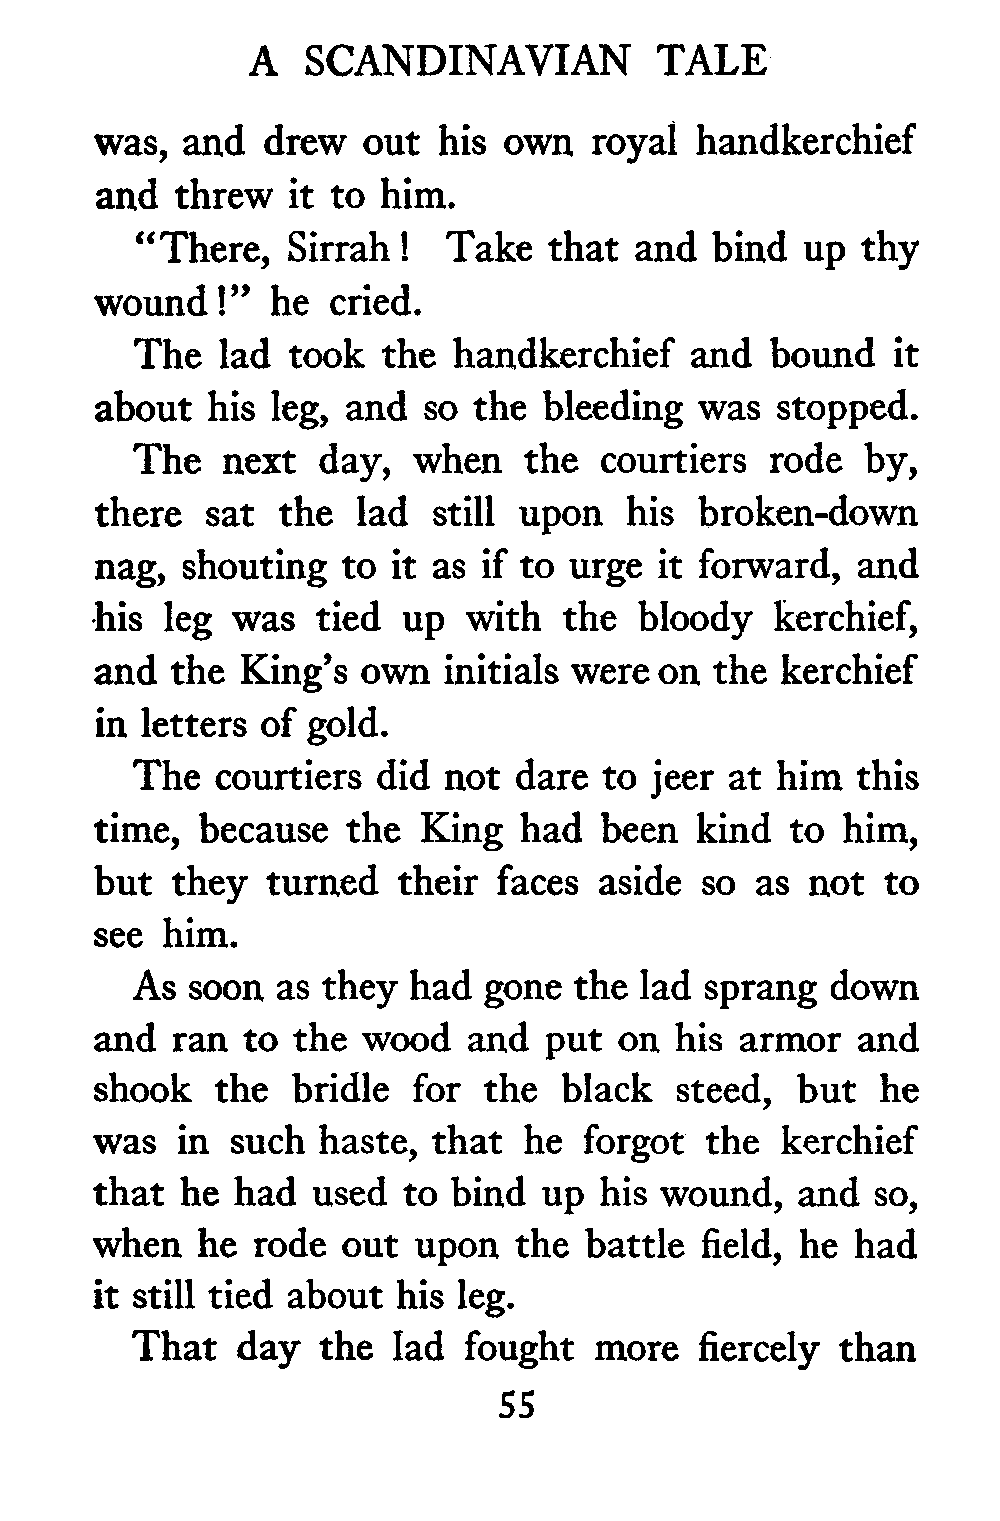 A SCANDINAVIAN TALE
was, and drew out his own royal handkerchief
and threw it to him.
“There, Sirrah! Take that and bind up thy
wound!” he cried.
The lad took the handkerchief and bound it
about his leg, and so the bleeding was stopped.
The next day, when the courtiers rode by,
there sat the lad still upon his broken-down
nag, shouting to it as if to urge it forward, and
his leg was tied up with the bloody kerchief,
and the King’s own initials were on the kerchief
in letters of gold.
The courtiers did not dare to jeer at him this
time, because the King had been kind to him,
but they turned their faces aside so as not to
see him.
As soon as they had gone the lad sprang down
and ran to the wood and put on his armor and
shook the bridle for the black steed, but he
was in such haste, that he forgot the kerchief
that he had used to bind up his wound, and so,
when he rode out upon the battle field, he had
it still tied about his leg.
That day the lad fought more fiercely than
55